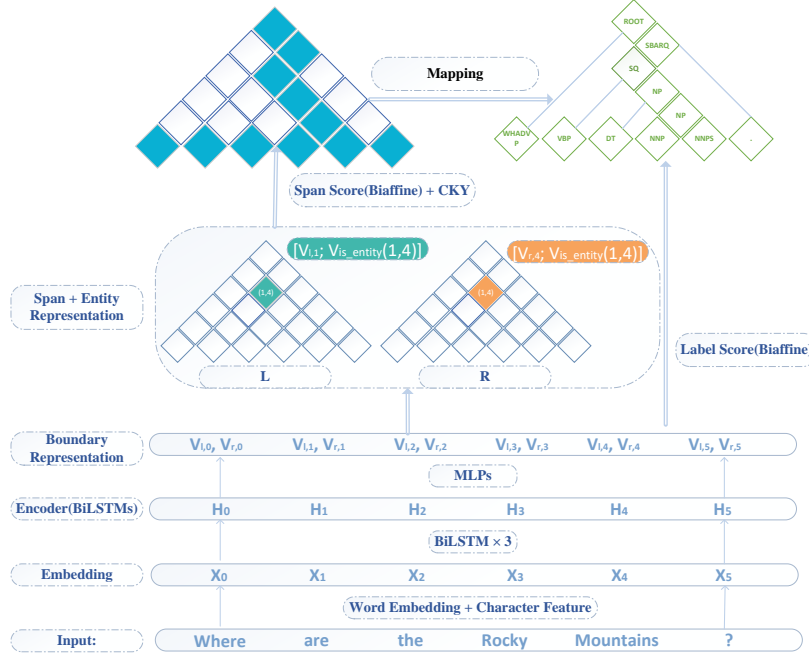 ROOT
SBARQ
Mapping
SQ
NP
NP
WHADV
P
VBP
DT
NNP
NNPS
.
Span Score(Biaffine) + CKY
[Vl,1; Vis_entity(1,4)]
[Vr,4; Vis_entity(1,4)]
Span + Entity
Representation
(1,4)
(1,4)
Label Score(Biaffine)
L
R
Boundary
Representation
Vl,0, Vr,0
Vl,1, Vr,1
Vl,2, Vr,2
Vl,3, Vr,3
Vl,4, Vr,4
Vl,5, Vr,5
MLPs
Encoder(BiLSTMs)
H0
H1
H2
H3
H4
H5
BiLSTM × 3
Embedding
X0
X1
X2
X3
X4
X5
Word Embedding + Character Feature
Input:
Where are the Rocky Mountains ?